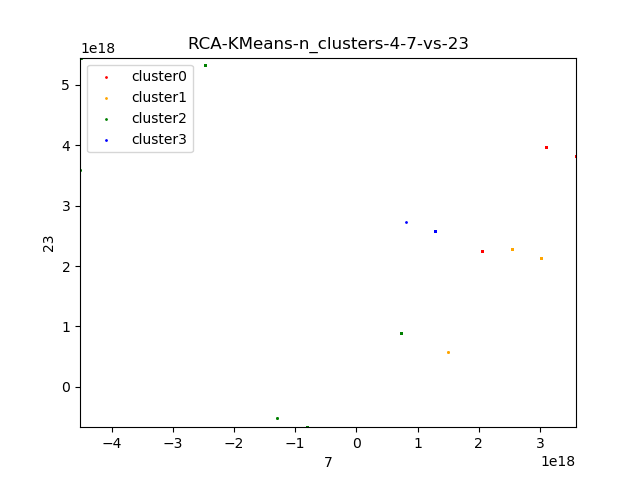 RCA-KMeans-n_clusters-4-7-vs-23
1e18
5
4
3
2
1
0
23
cluster0
cluster1
cluster2
cluster3
−4 −3 −2 −1 0 1 2 3
7
1e18